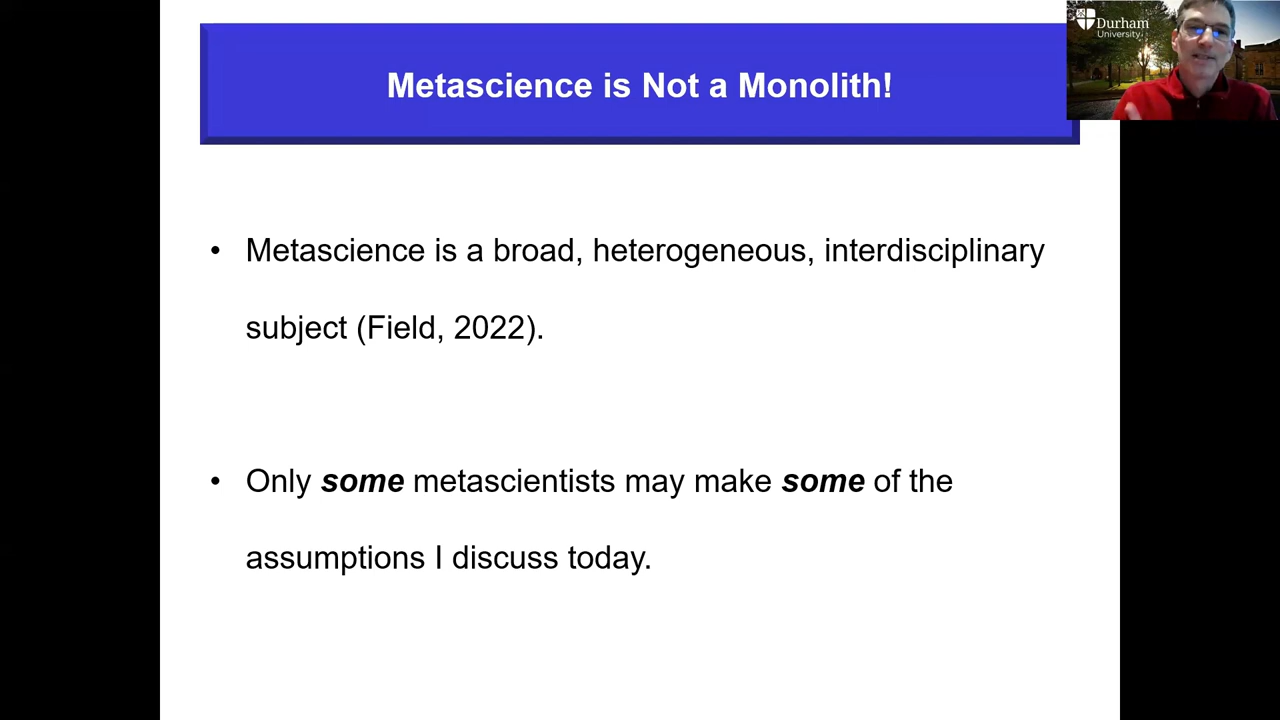 Metascience is Not a Monolith!
Durham
University
• Metascience is a broad, heterogeneous, interdisciplinary
subject (Field, 2022).
• Only some metascientists may make some of the
assumptions I discuss today.